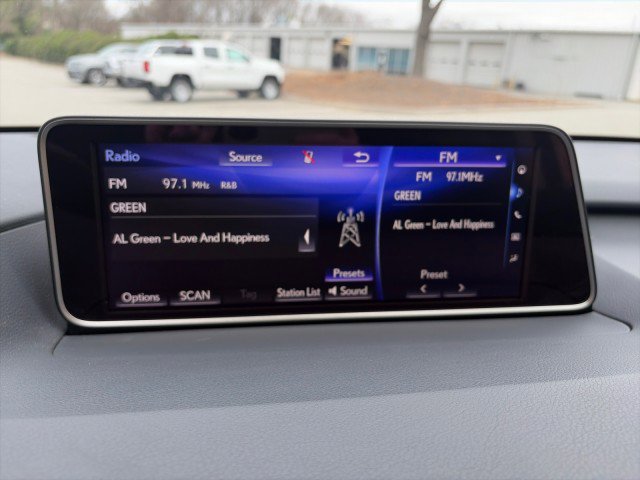 Radio Source FM
FM 97.1 MHz R&B FM 97.1MHz
GREEN GREEN
AL Green - Love And Happiness AL Green - Love And Happiness
Presets Preset
Options SCAN Tag Station List Sound